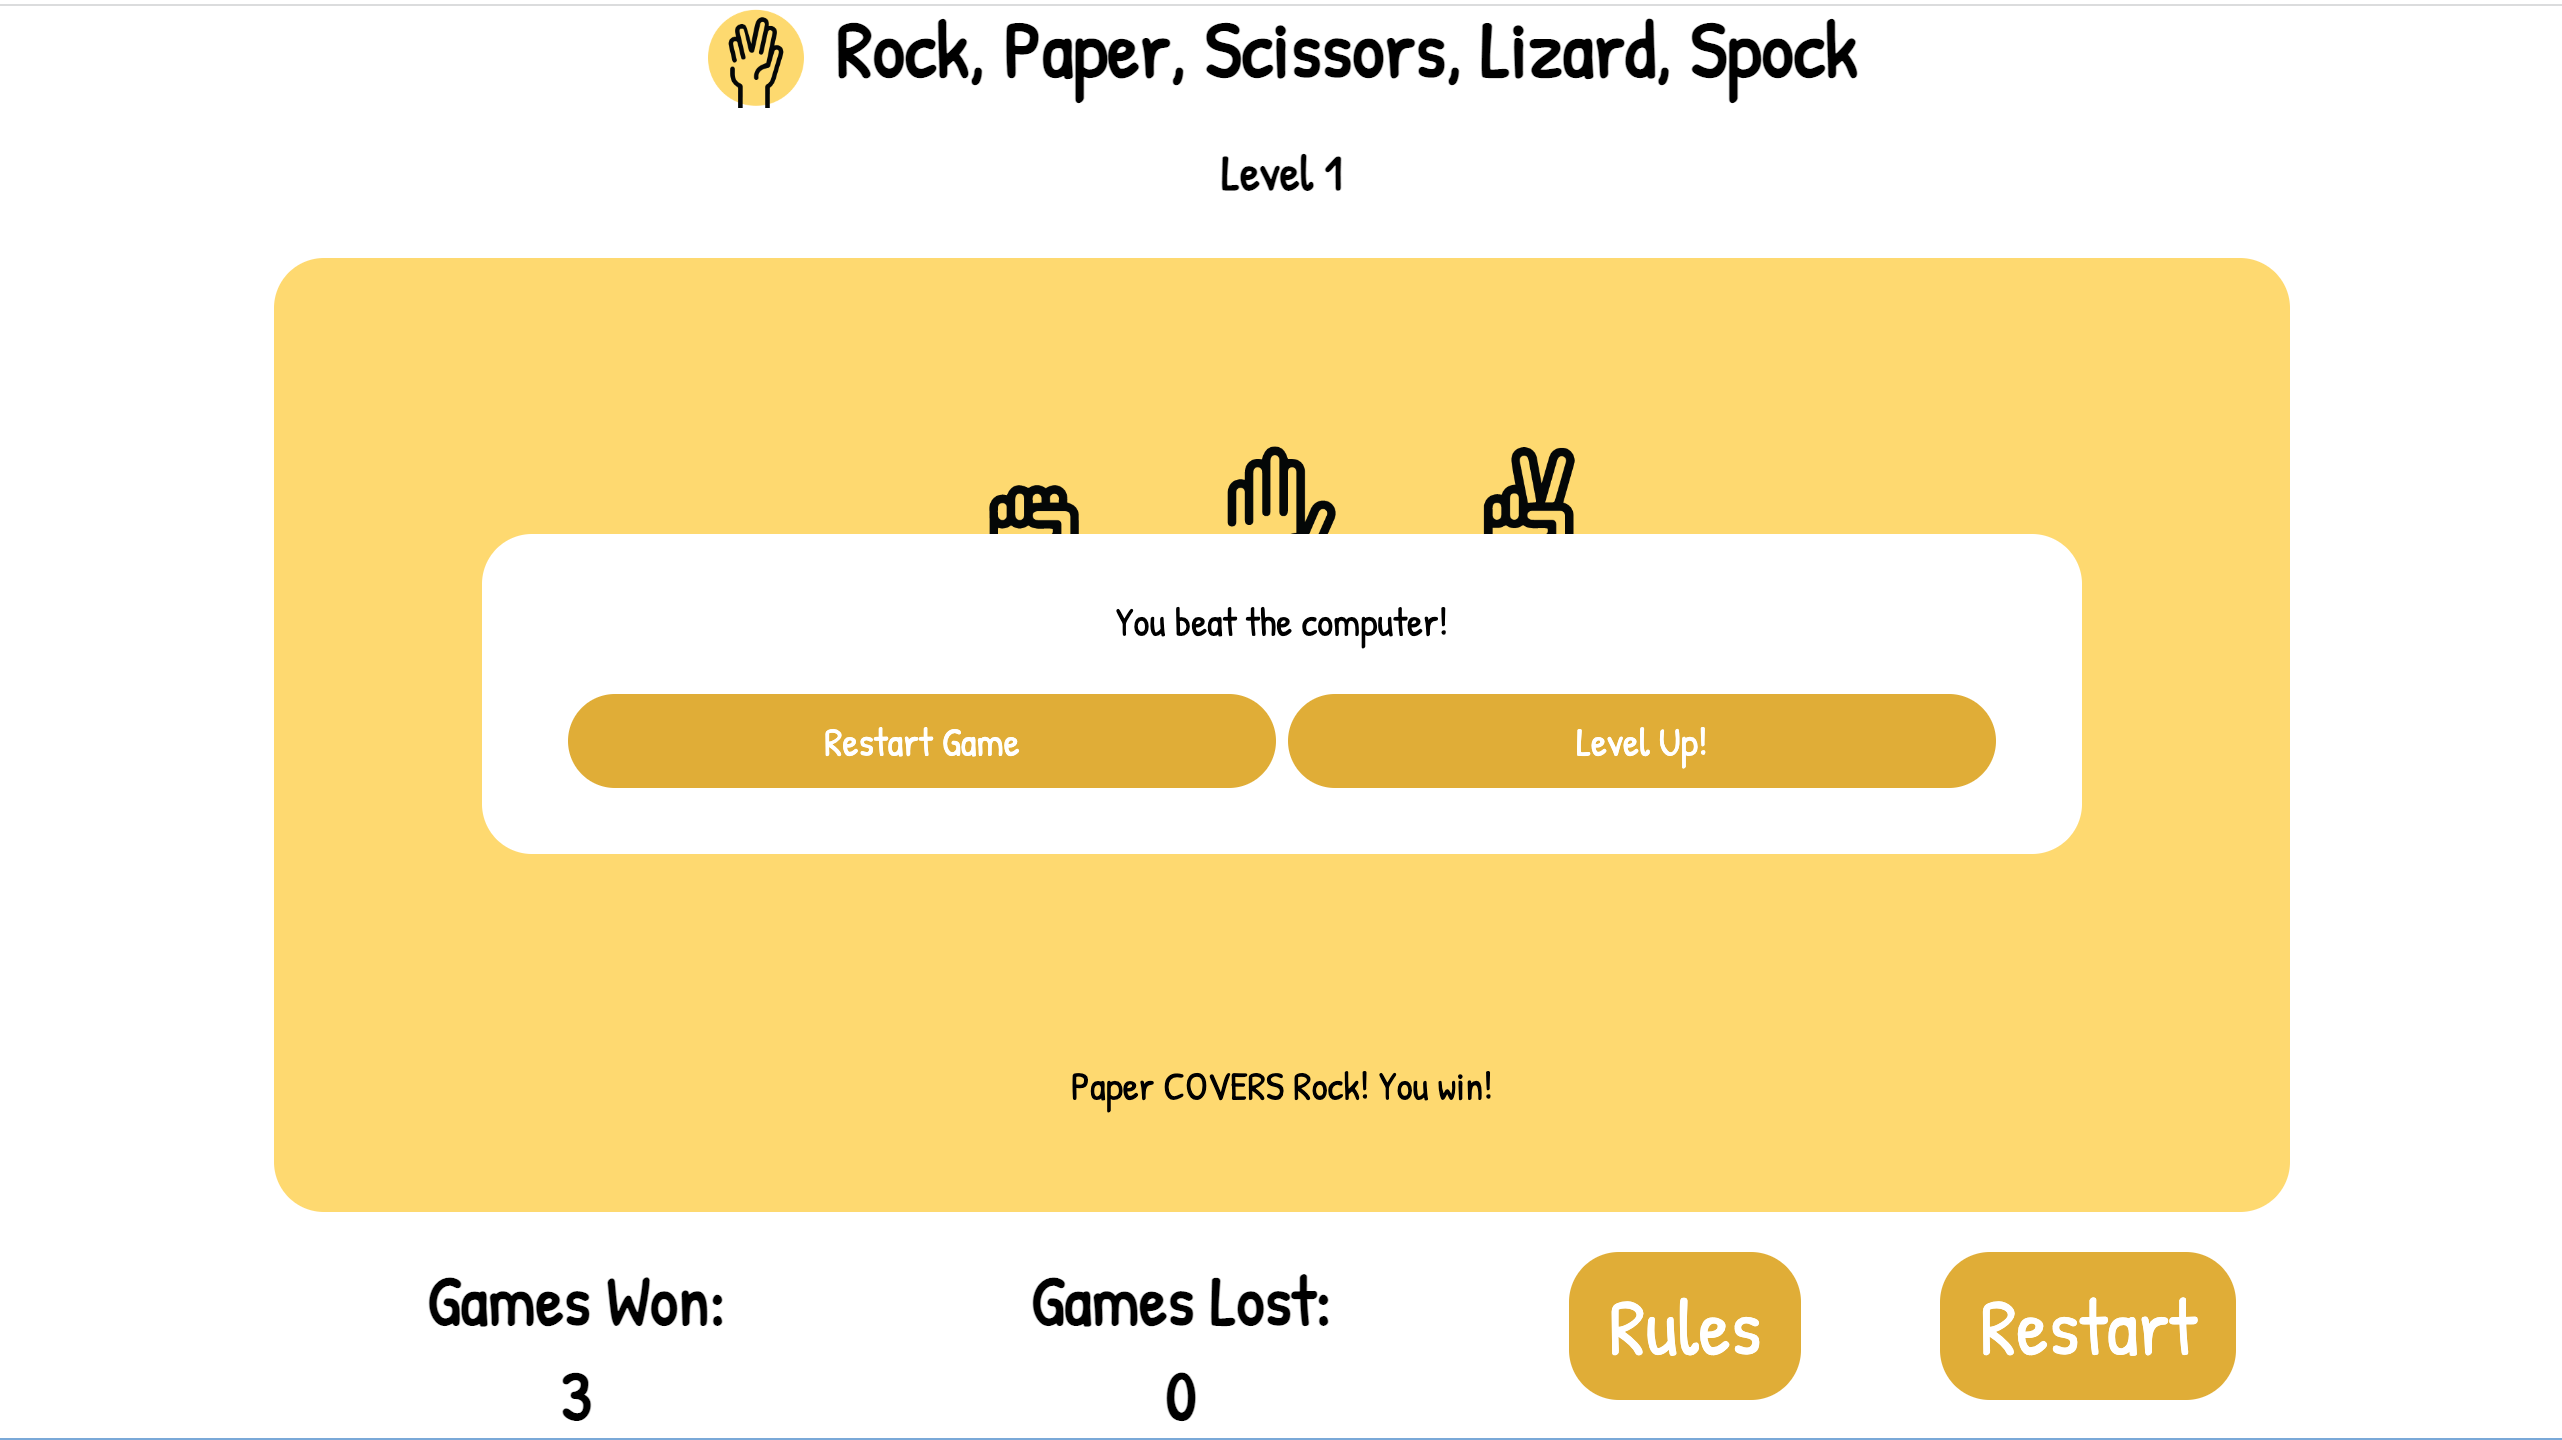 Rock, Paper, Scissors, Lizard, Spock
Level 1
You beat the computer!
Restart Game
Level Up!
Paper COVERS Rock! You win!
Games Won:
3
Games Lost:
0
Rules
Restart